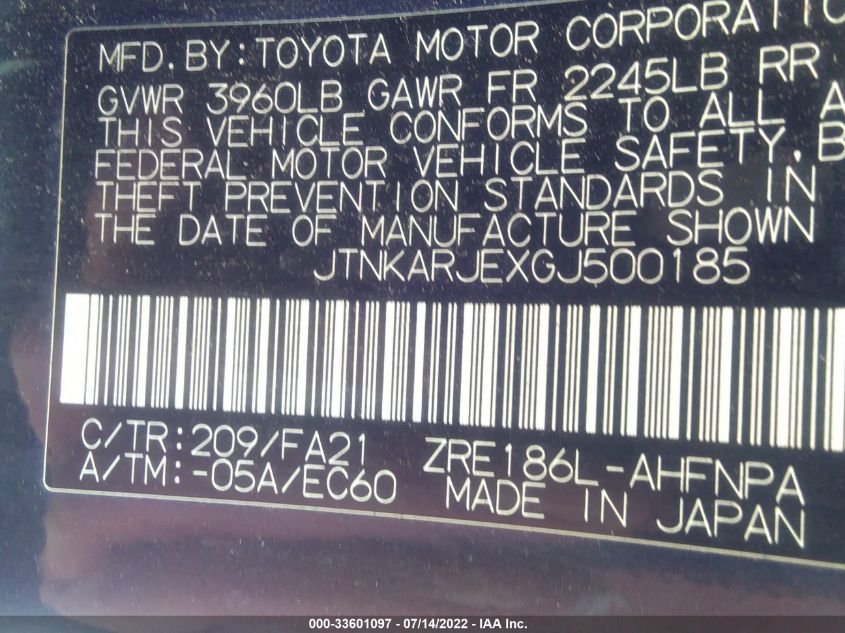 MFD. BY: TOYOTA MOTOR CORPORATIO
GVWR 3960LB GAWR FR 2245LB RR
THIS VEHICLE CONFORMS TO ALL A
FEDERAL MOTOR VEHICLE SAFETY, B
THEFT PREVENTION STANDARDS IN
THE DATE OF MANUFACTURE SHOWN
JTNKARJEXGJ500185
C/TR:209/FA21 ZRE186L-AHFNPA
A/TM:-05A/EC60 MADE IN JAPAN
000-33601097 - 07/14/2022 - IAA Inc.